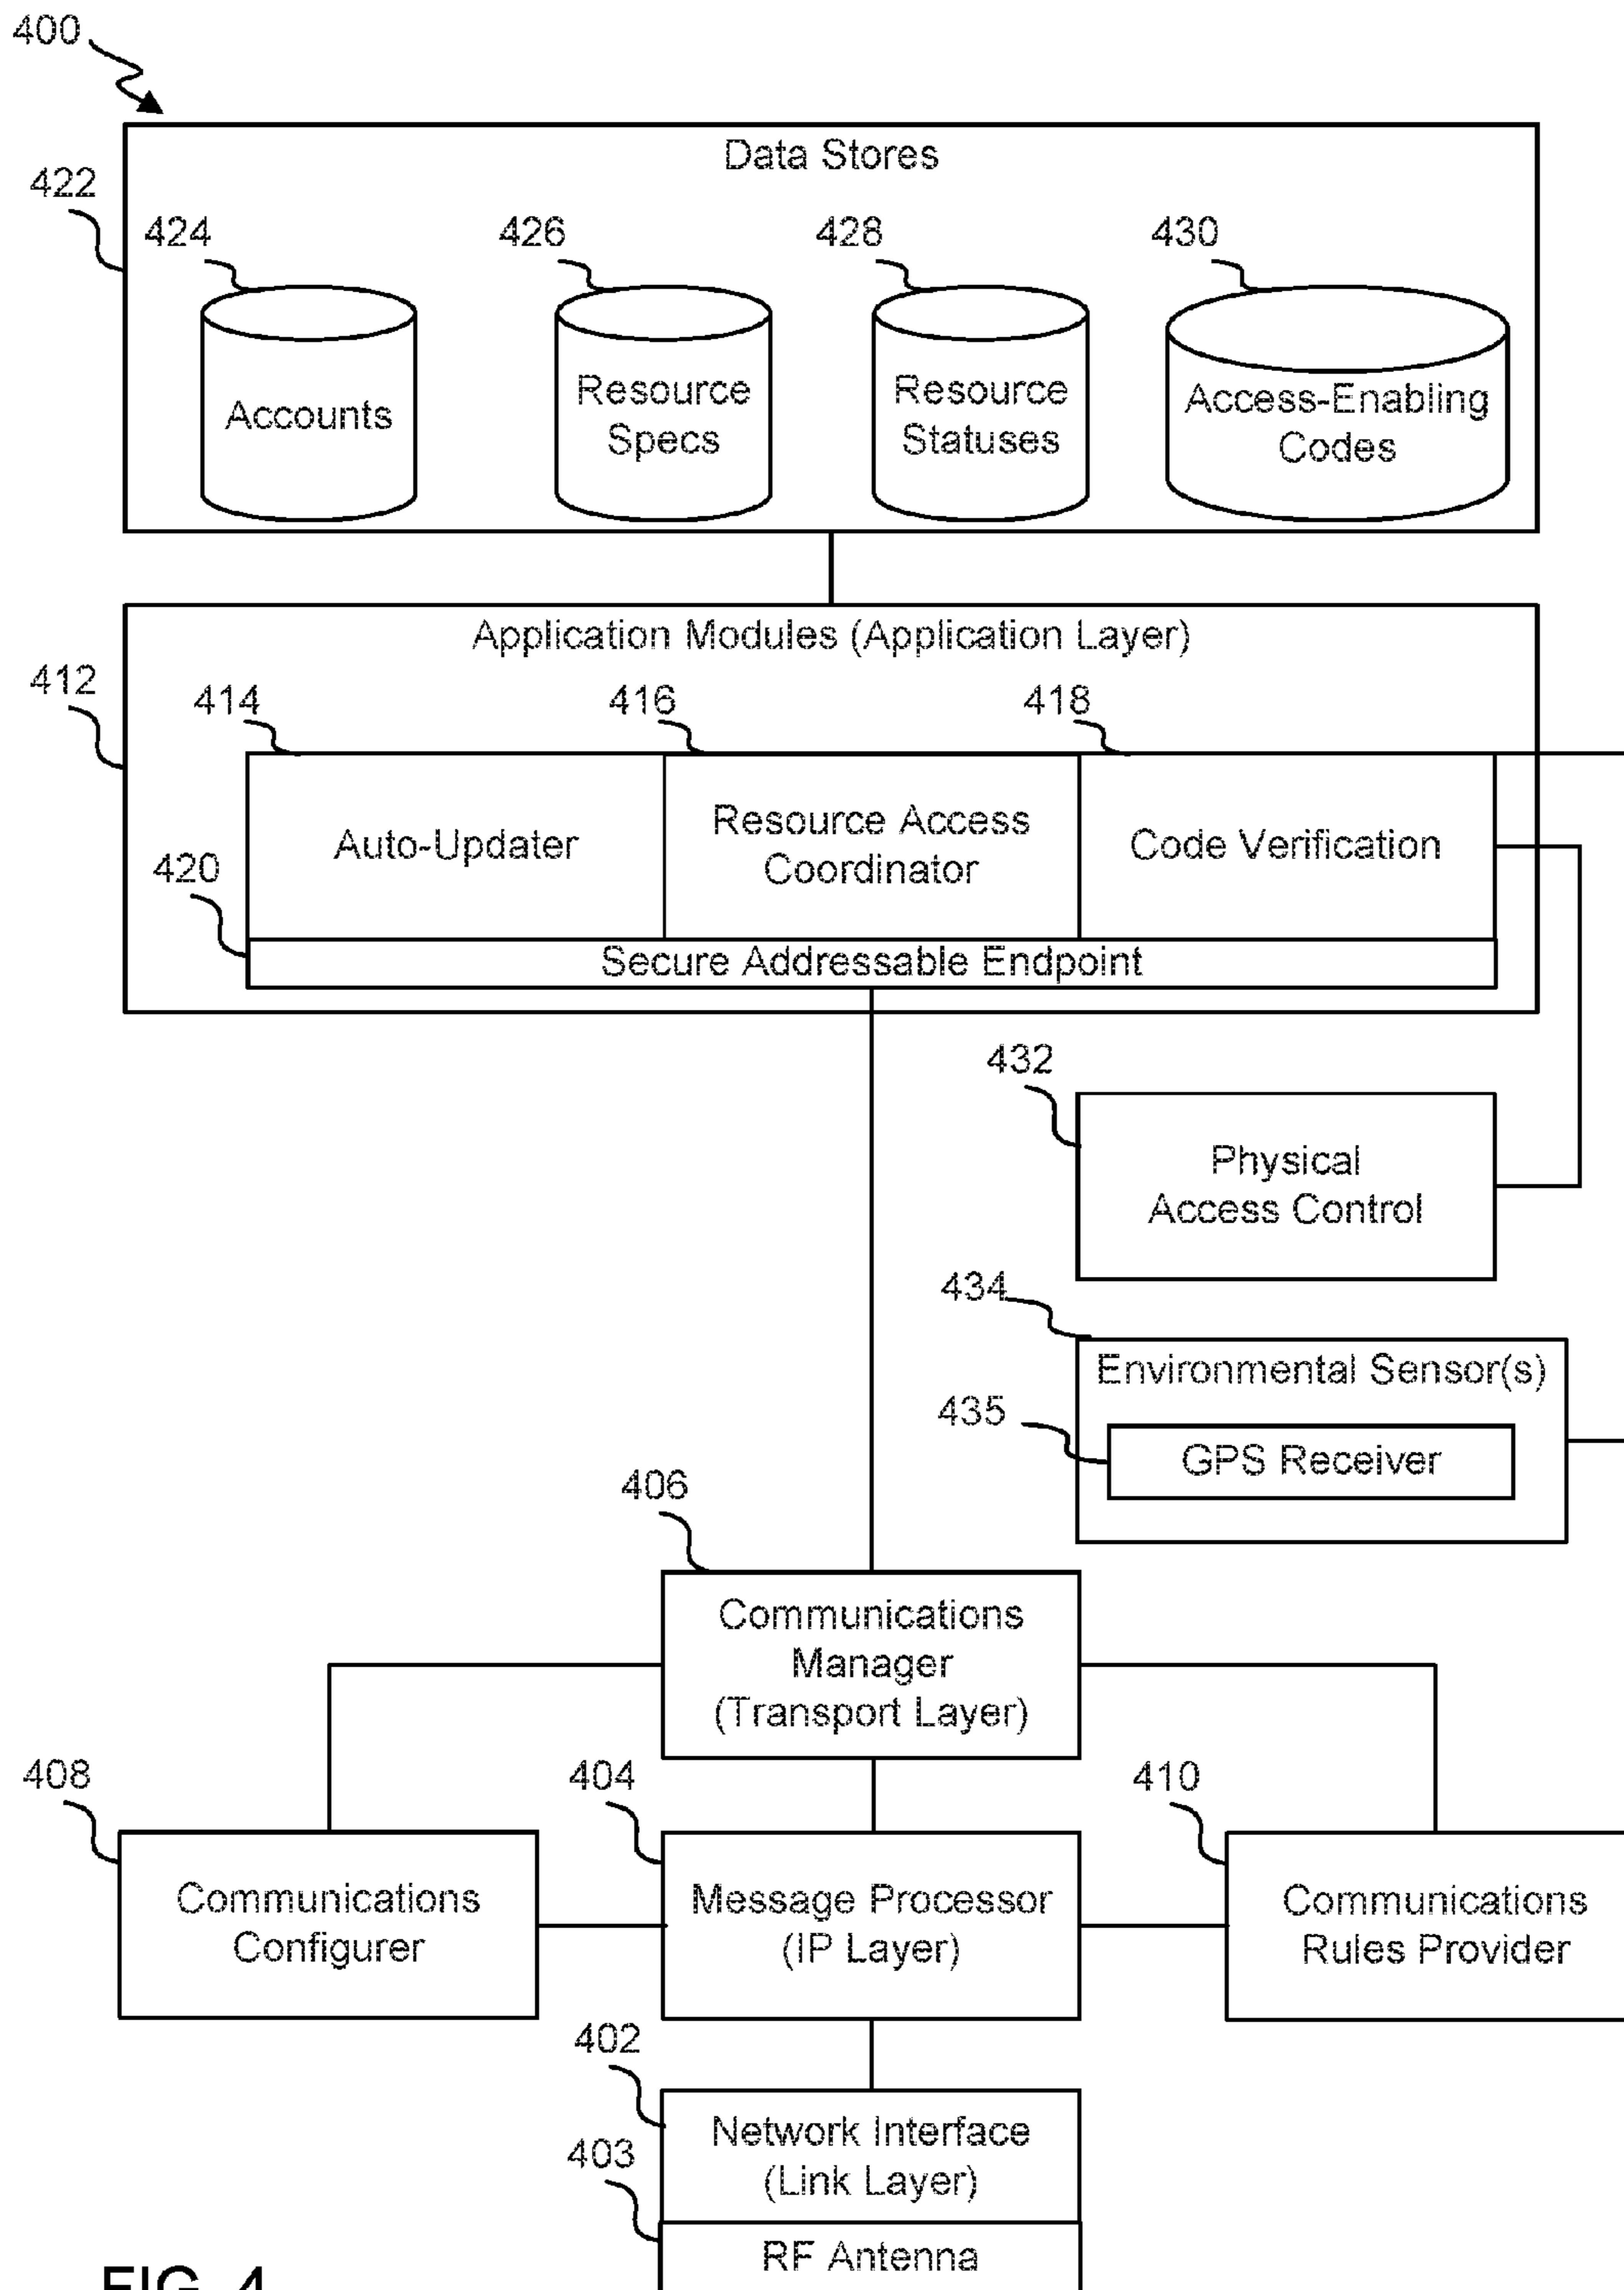 400
Data Stores
422
424
426
428
430
Accounts
Resource
Specs
Resource
Statuses
Access-Enabling
Codes
Application Modules (Application Layer)
412
414
416
418
Auto-Updater
Resource Access
Coordinator
Code Verification
420
Secure Addressable Endpoint
432
Physical
Access Control
434
Environmental Sensor(s)
435
GPS Receiver
406
Communications
Manager
(Transport Layer)
408
404
410
Communications
Configurer
Message Processor
(IP Layer)
Communications
Rules Provider
402
Network Interface
(Link Layer)
403
RF Antenna
FIG. 4